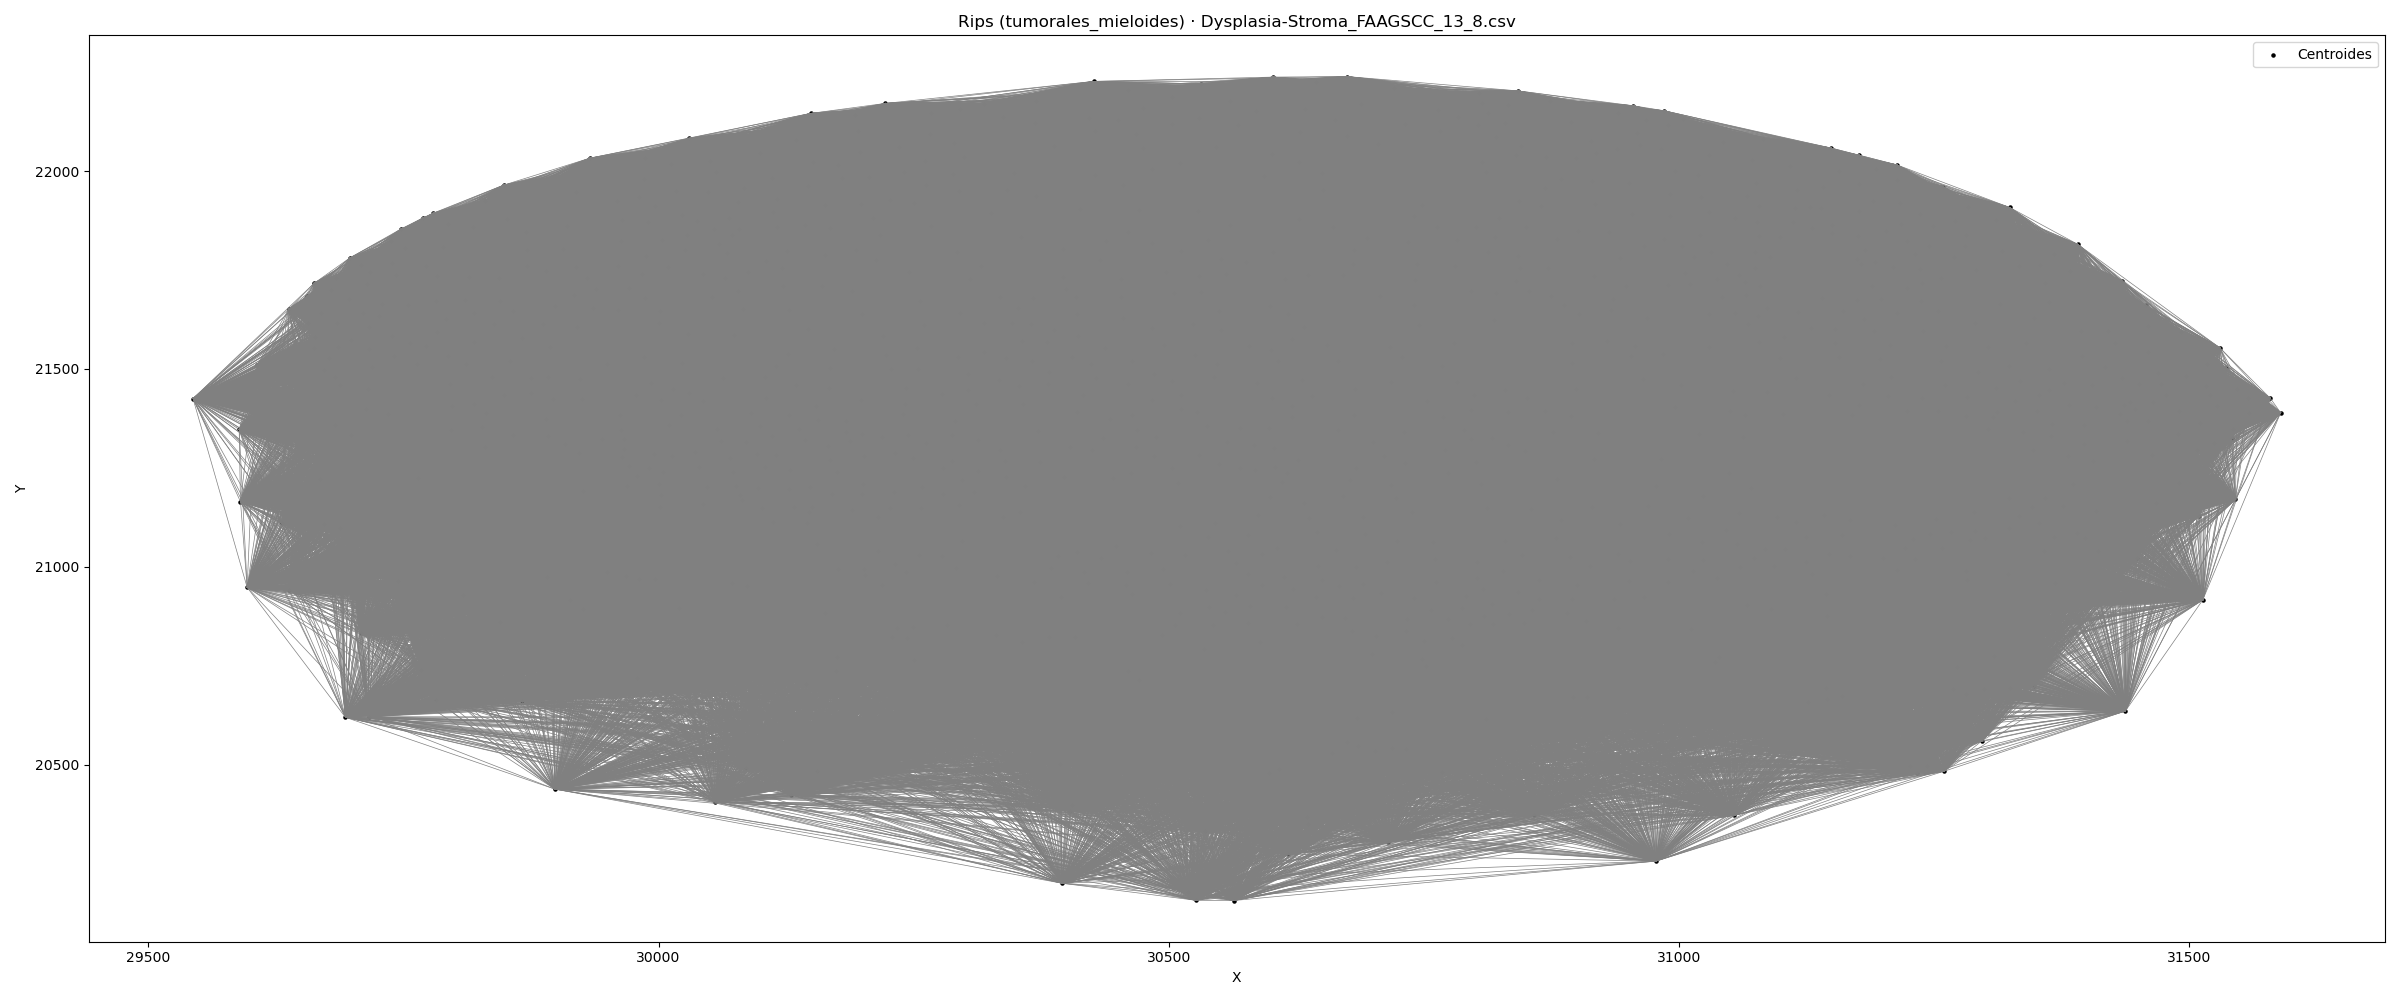 Rips (tumorales_mieloides) · Dysplasia-Stroma_FAAGSCC_13_8.csv
Centroides
22000
21500
21000
20500
Y
29500
30000
30500
31000
31500
X